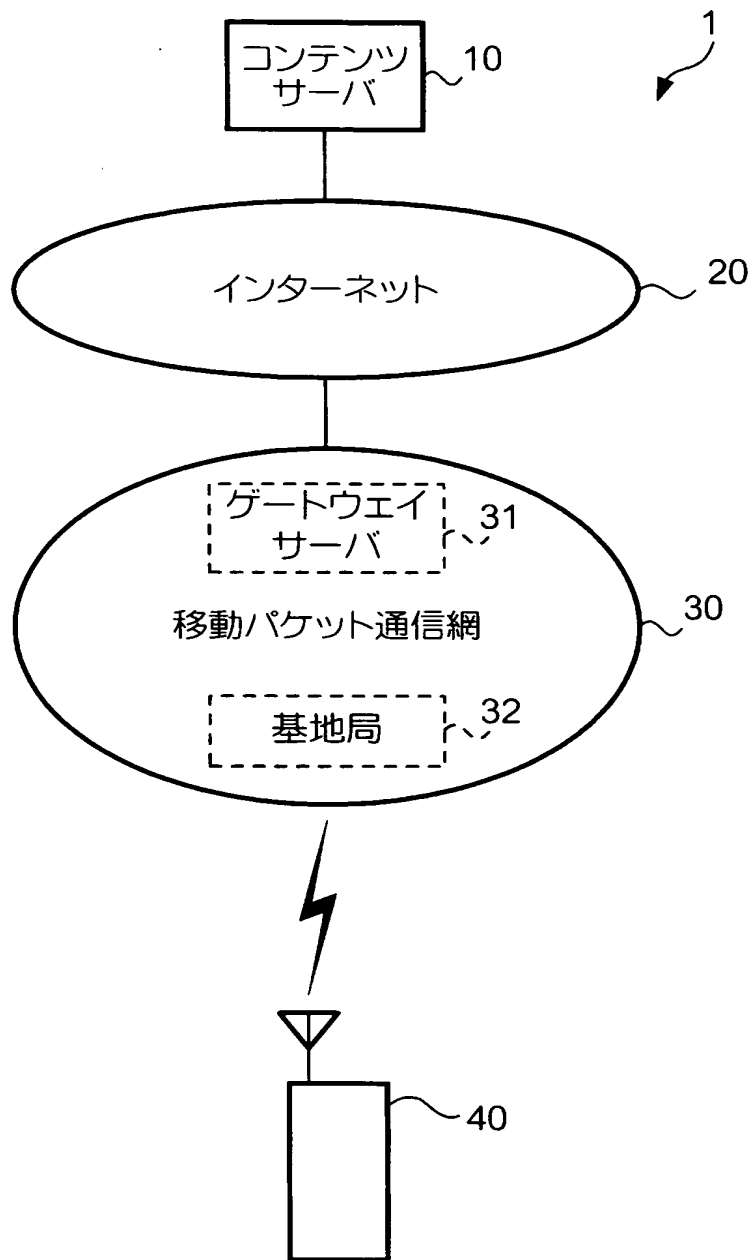 1
コンテンツ
サーバ
10
インターネット
20
ゲートウェイ
サーバ
31
移動パケット通信網
30
基地局
32
40